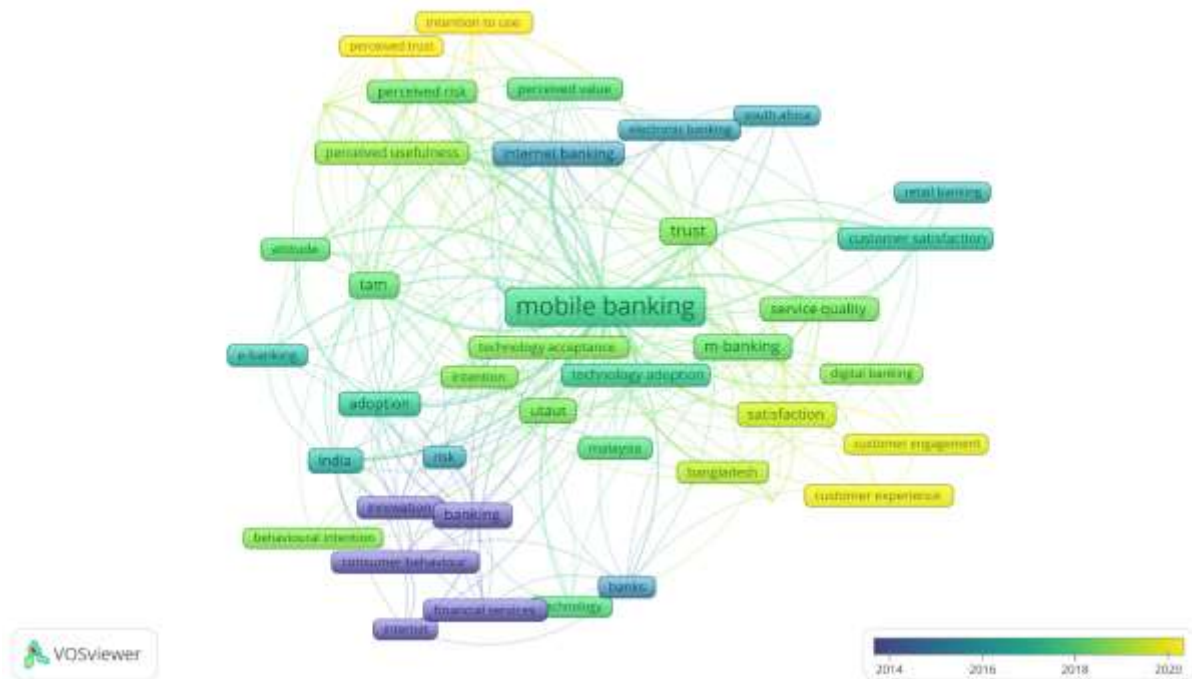 intention to use
perceived trust
perceived risk
perceived value
south africa
electronic banking
perceived usefulness
internet banking
retail banking
trust
customer satisfaction
attitude
tam
mobile banking
service quality
technology acceptance
m-banking
e-banking
intention
technology adoption
digital banking
adoption
utaut
satisfaction
customer engagement
india
risk
malaysia
bangladesh
customer experience
innovation
banking
behavioural intention
consumer behaviour
banks
financial services
technology
internet
VOSviewer
2014
2016
2018
2020